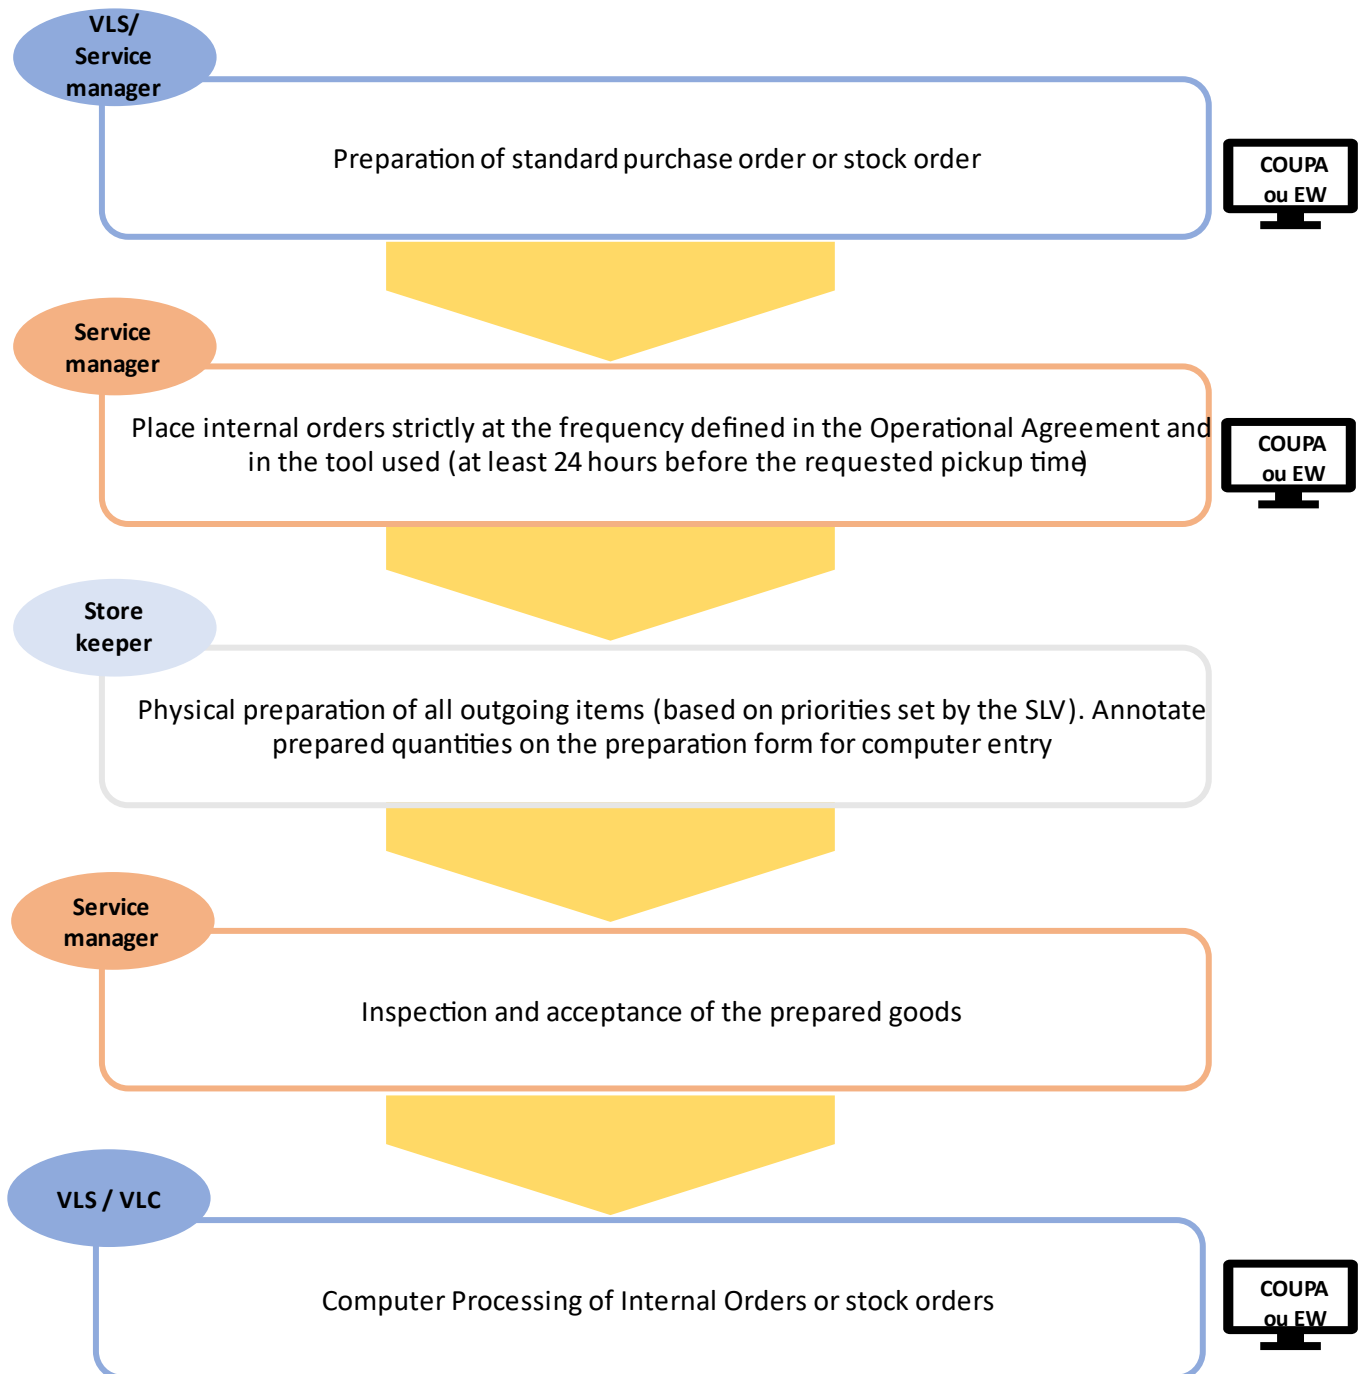 VLS/
Service
manager
Preparation of standard purchase order or stock order
COUPA
ou EW
Service
manager
Place internal orders strictly at the frequency defined in the Operational Agreement and
in the tool used (at least 24 hours before the requested pickup time)
COUPA
ou EW
Store
keeper
Physical preparation of all outgoing items (based on priorities set by the SLV). Annotate
prepared quantities on the preparation form for computer entry
Service
manager
Inspection and acceptance of the prepared goods
VLS / VLC
Computer Processing of Internal Orders or stock orders
COUPA
ou EW